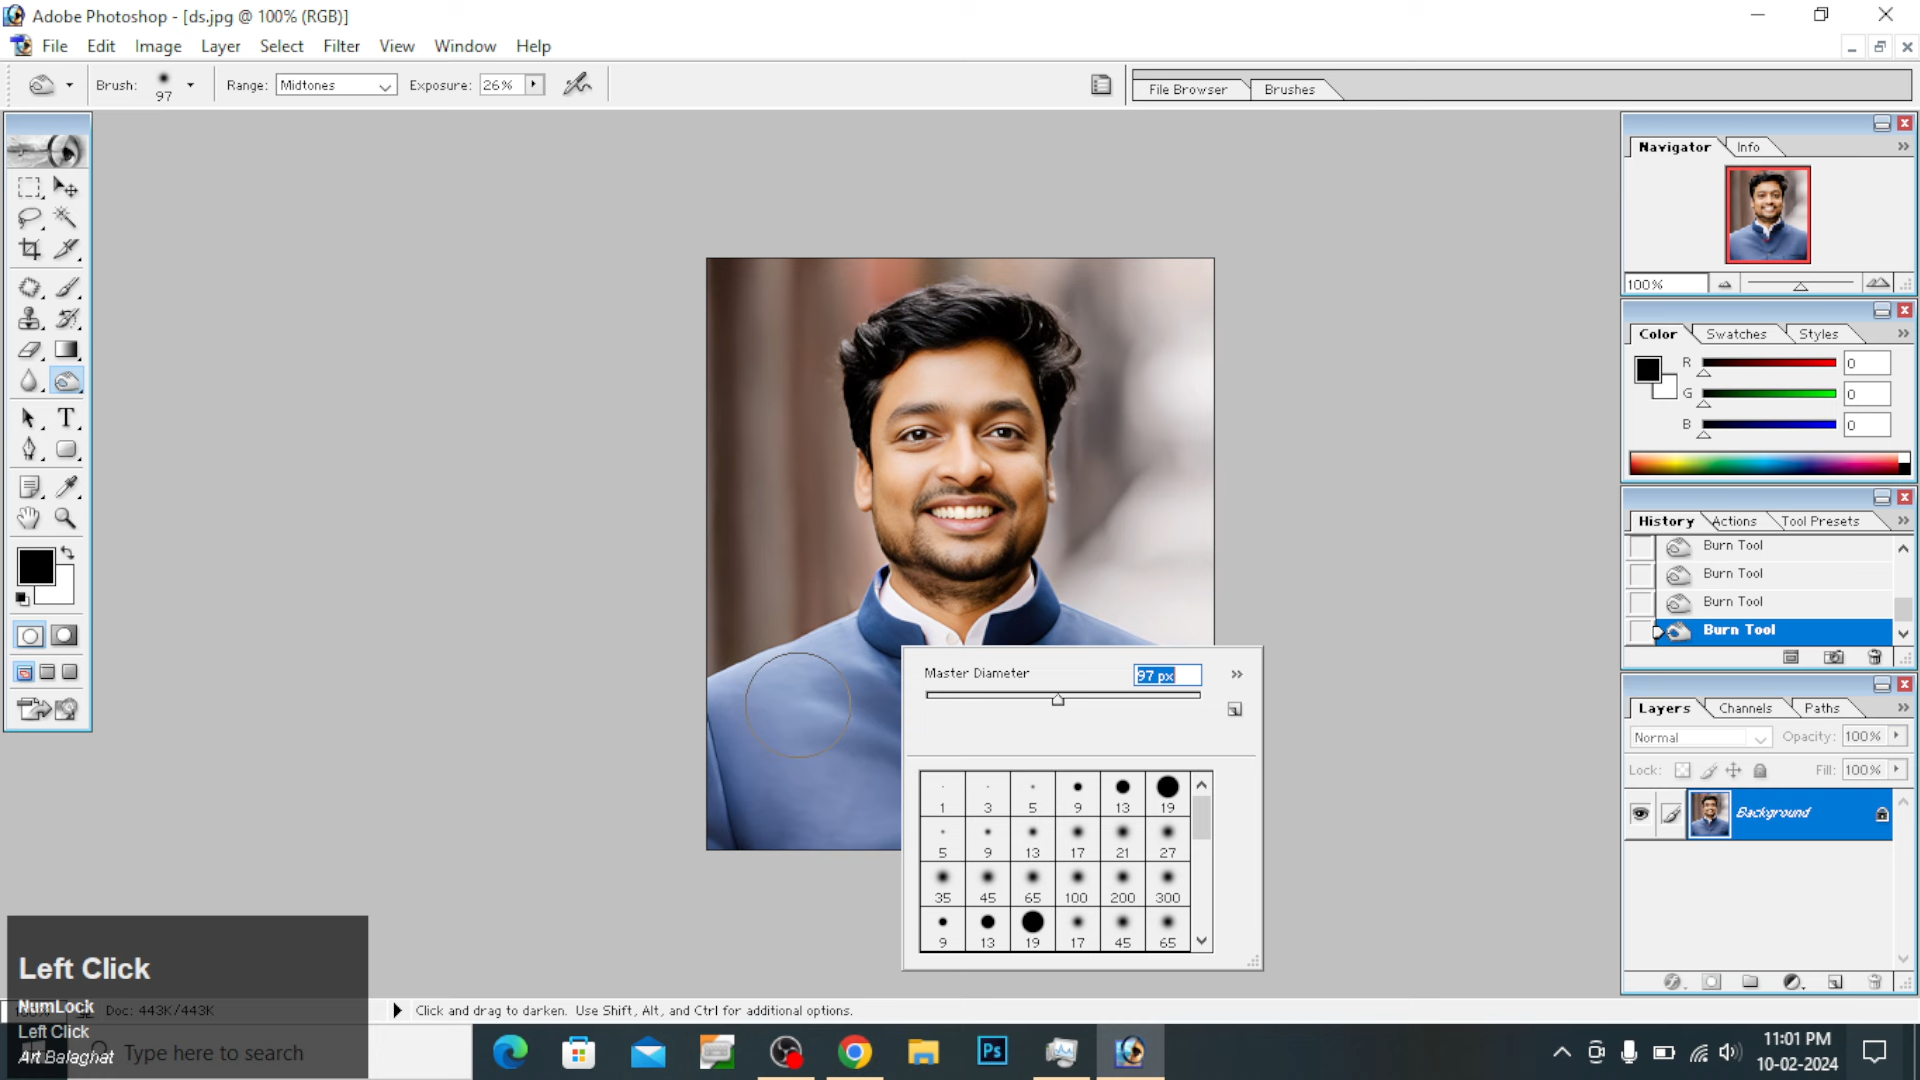 Adobe Photoshop - [ds.jpg @ 100% (RGB)]
File Edit Image Layer Select Filter View Window Help
Brush: 97 Range: Midtones Exposure: 26%
File Browser Brushes
Navigator Info
100%
Color Swatches Styles
R 0
G 0
B 0
History Actions Tool Presets
Burn Tool
Burn Tool
Burn Tool
Burn Tool
Layers Channels Paths
Normal Opacity: 100%
Lock: Fill: 100%
Background
Master Diameter 97 px
1 3 5 9 13 19
5 9 13 17 21 27
35 45 65 100 200 300
9 13 19 17 45 65
Left Click
NumLock
Left Click
Art Balaghat
Doc: 443K/443K
Click and drag to darken. Use Shift, Alt, and Ctrl for additional options.
Type here to search
Ps
11:01 PM
10-02-2024